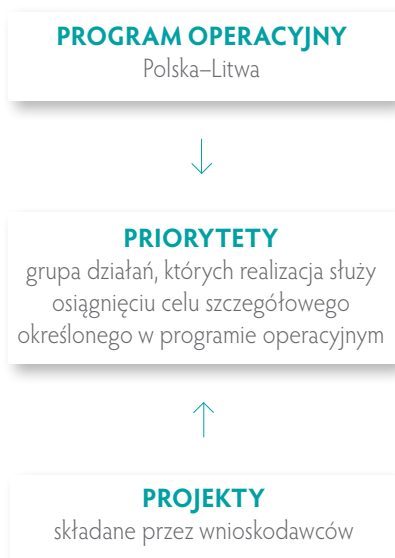 PROGRAM OPERACYJNY
Polska–Litwa
PRIORYTETY
grupa działań, których realizacja służy
osiągnięciu celu szczegółowego
określonego w programie operacyjnym
PROJEKTY
składane przez wnioskodawców